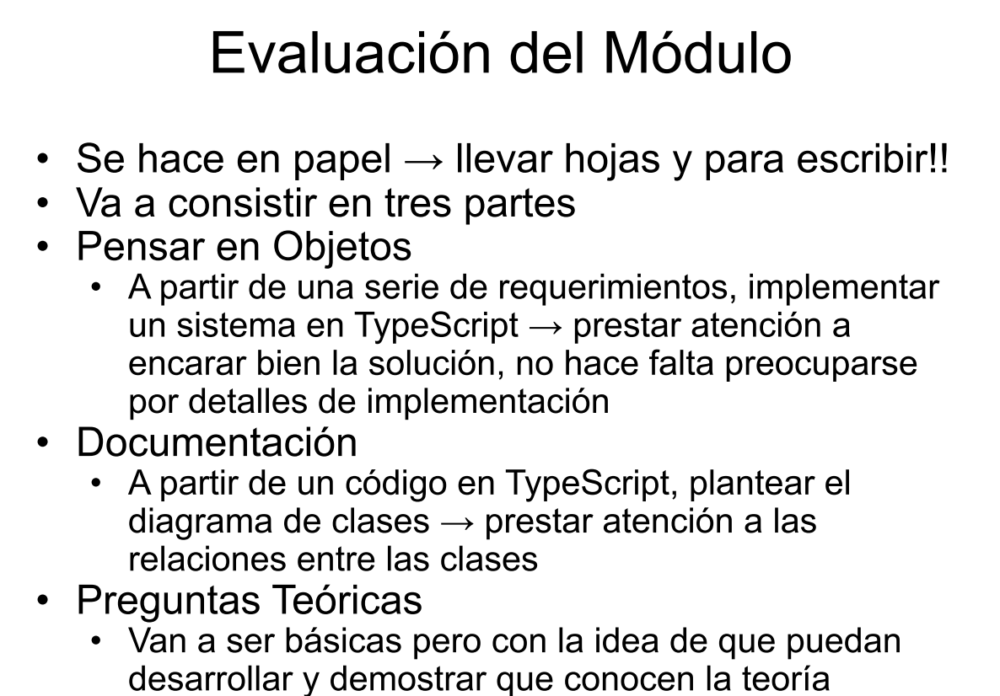 Evaluación del Módulo
• Se hace en papel → llevar hojas y para escribir!!
• Va a consistir en tres partes
• Pensar en Objetos
• A partir de una serie de requerimientos, implementar
un sistema en TypeScript → prestar atención a
encarar bien la solución, no hace falta preocuparse
por detalles de implementación
• Documentación
• A partir de un código en TypeScript, plantear el
diagrama de clases → prestar atención a las
relaciones entre las clases
• Preguntas Teóricas
• Van a ser básicas pero con la idea de que puedan
desarrollar y demostrar que conocen la teoría